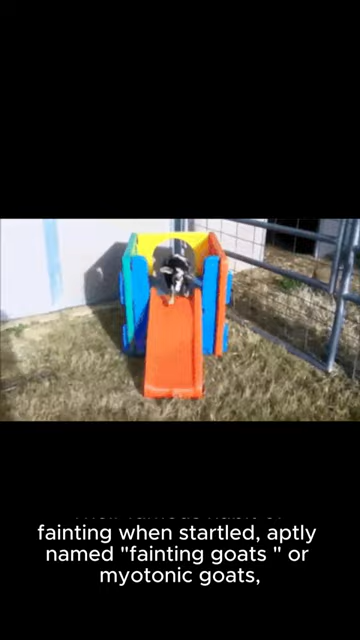 fainting when startled, aptly
named "fainting goats " or
myotonic goats,